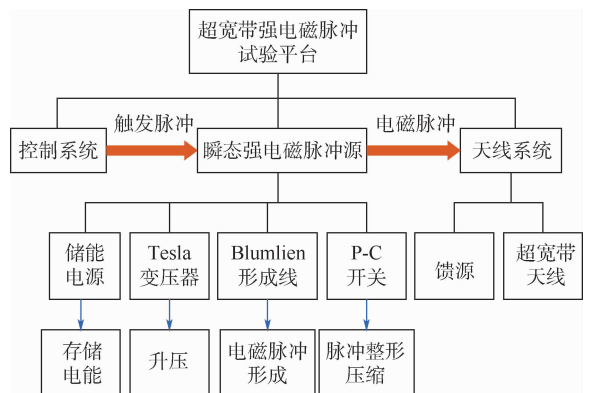 超宽带强电磁脉冲
试验平台
触发脉冲
电磁脉冲
控制系统
瞬态强电磁脉冲源
天线系统
储能
电源
Tesla
变压器
Blumlien
形成线
P-C
开关
馈源
超宽带
天线
存储
电能
升压
电磁脉冲
形成
脉冲整形
压缩